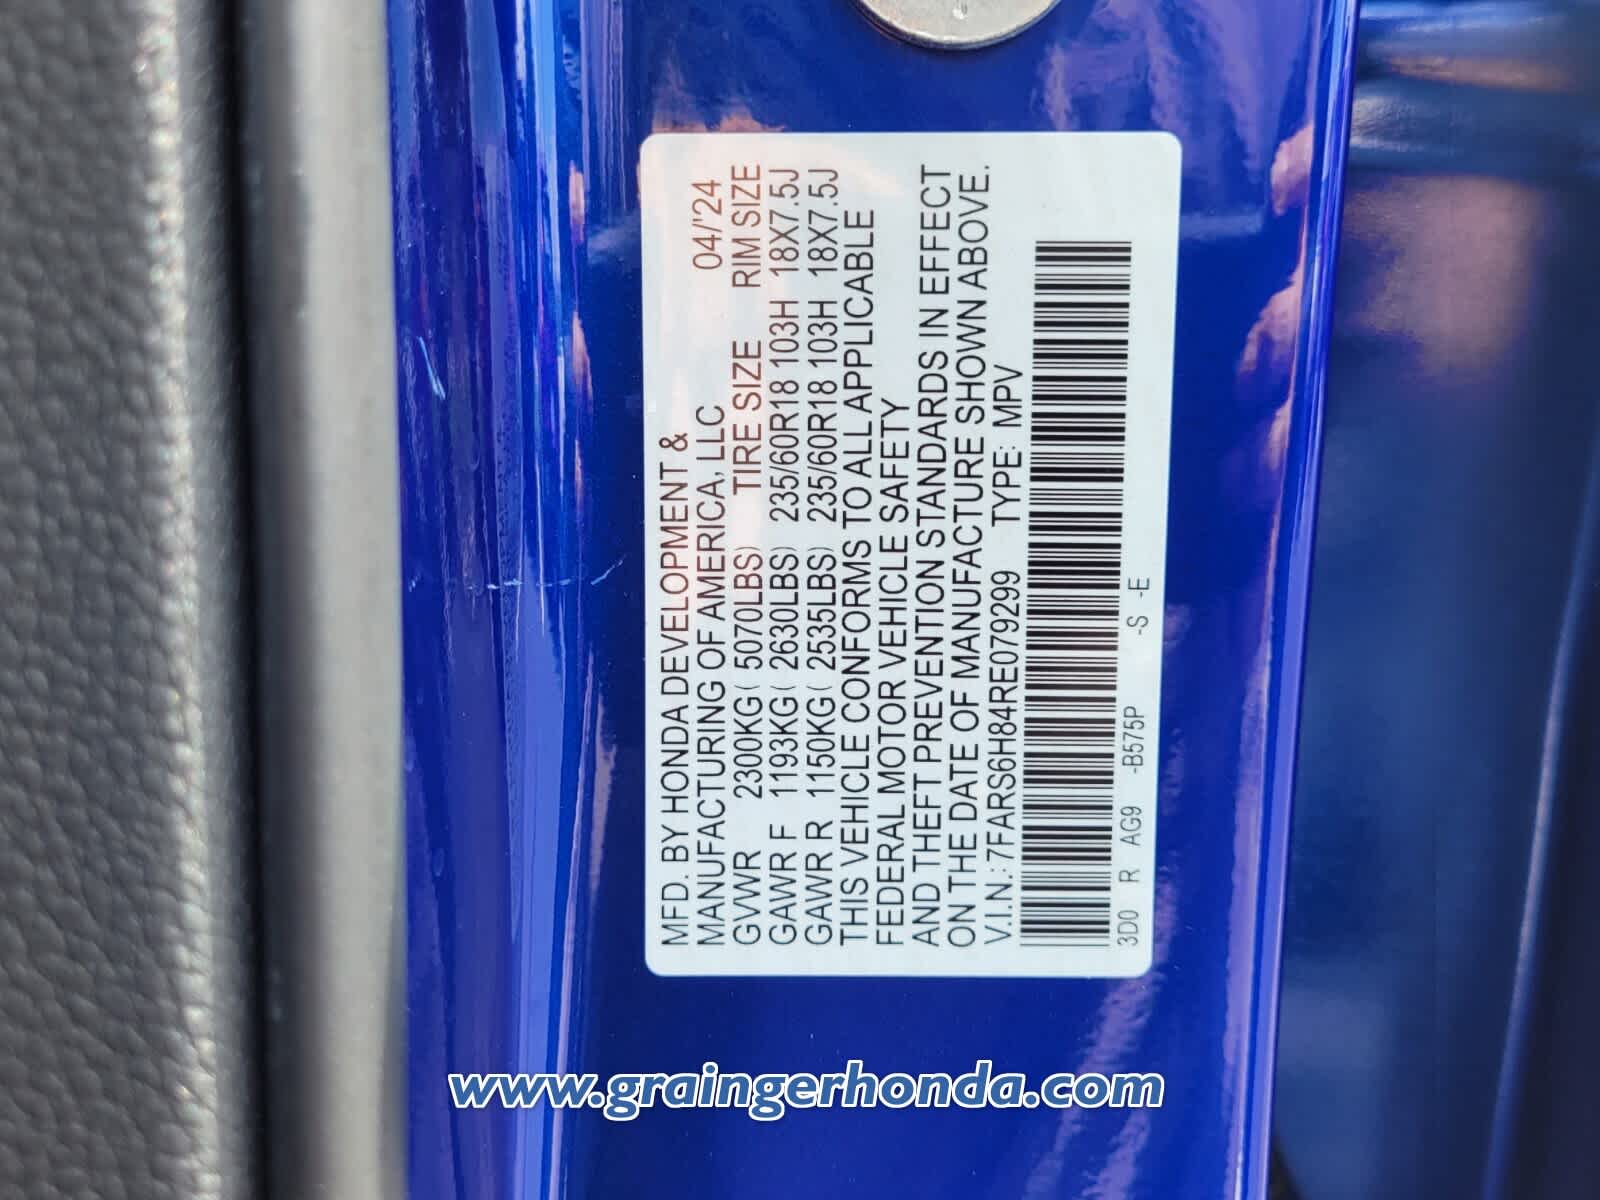 MFD. BY HONDA DEVELOPMENT &
MANUFACTURING OF AMERICA, LLC 04/'24
GVWR 2300KG( 5070LBS) TIRE SIZE RIM SIZE
GAWR F 1193KG( 2630LBS) 235/60R18 103H 18X7.5J
GAWR R 1150KG( 2535LBS) 235/60R18 103H 18X7.5J
THIS VEHICLE CONFORMS TO ALL APPLICABLE
FEDERAL MOTOR VEHICLE SAFETY
AND THEFT PREVENTION STANDARDS IN EFFECT
ON THE DATE OF MANUFACTURE SHOWN ABOVE.
V.I.N.: 7FARS6H84RE079299 TYPE: MPV
3D0 R AG9 -B575P -S -E
www.graingerhonda.com